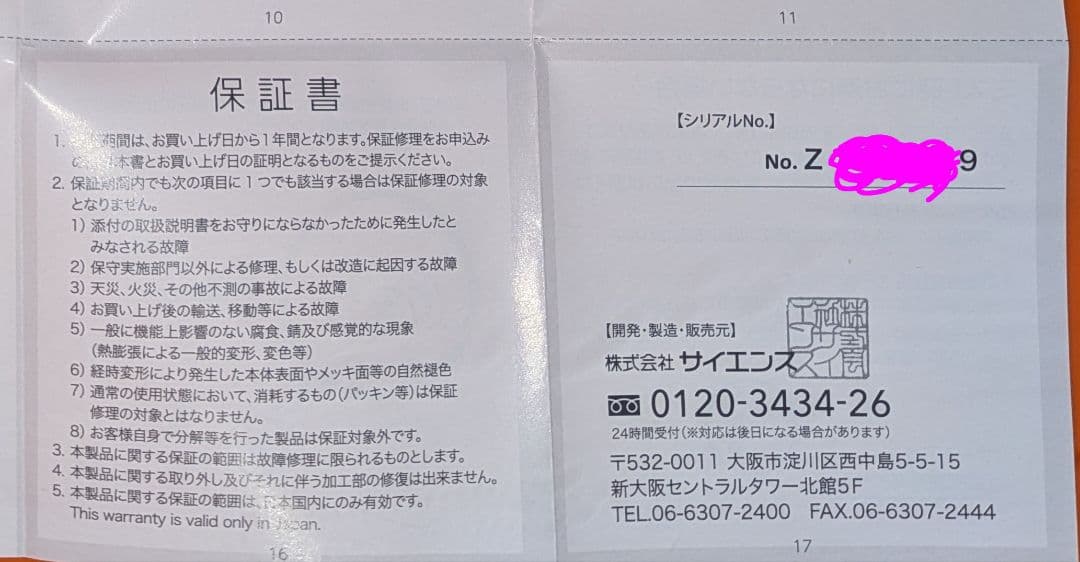 10
11
保証書
1. 期間は、お買い上げ日から1年間となります。保証修理をお申込み
本書とお買い上げ日の証明となるものをご提示ください。
2. 保証期間内でも次の項目に1つでも該当する場合は保証修理の対象
となりません。
1) 添付の取扱説明書をお守りにならなかったために発生したと
みなされる故障
2) 保守実施部門以外による修理、もしくは改造に起因する故障
3) 天災、火災、その他不測の事故による故障
4) お買い上げ後の輸送、移動等による故障
5) 一般に機能上影響のない腐食、錆及び感覚的な現象
(熱膨張による一般的変形、変色等)
6) 経時変形により発生した本体表面やメッキ面等の自然褪色
7) 通常の使用状態において、消耗するもの(パッキン等)は保証
修理の対象とはなりません。
8) お客様自身で分解等を行った製品は保証対象外です。
3. 本製品に関する保証の範囲は故障修理に限られるものとします。
4. 本製品に関する取り外し及びそれに伴う加工部の修復は出来ません。
5. 本製品に関する保証の範囲は、日本国内にのみ有効です。
This warranty is valid only in Japan.
16
【シリアルNo.】
No. Z 9
【開発・製造・販売元】
株式会社 サイエンス
0120-3434-26
24時間受付(※対応は後日になる場合があります)
〒532-0011 大阪市淀川区西中島5-5-15
新大阪セントラルタワー北館5F
TEL.06-6307-2400 FAX.06-6307-2444
17